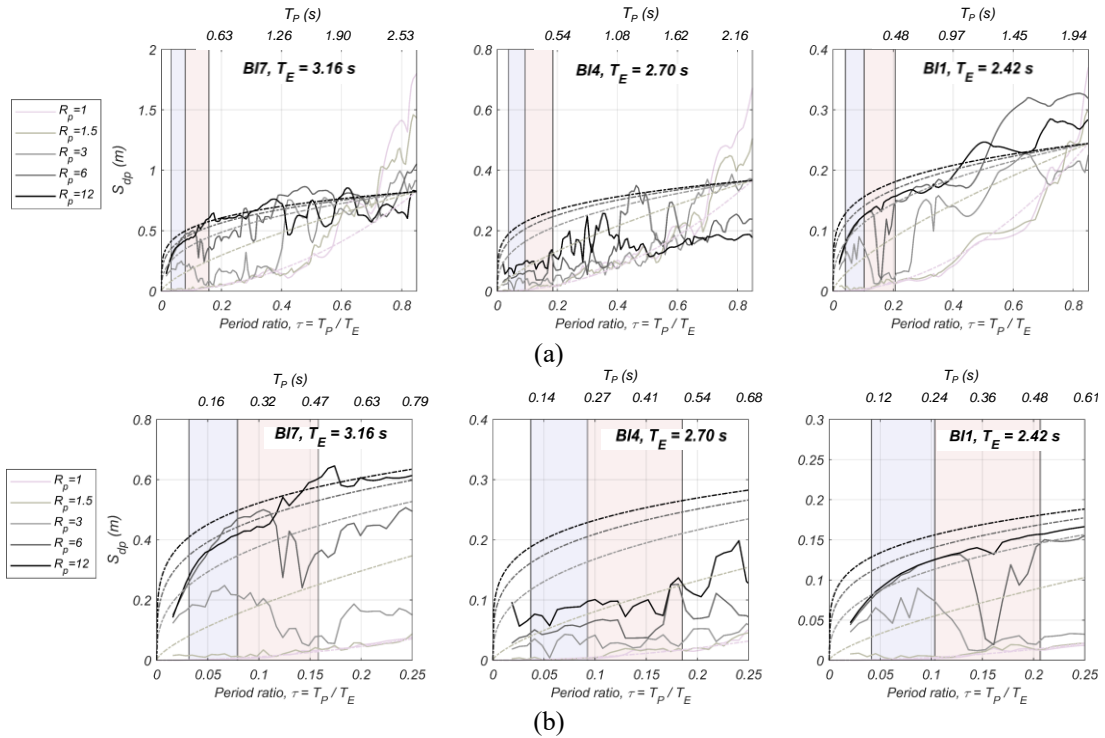 T_P (s) T_P (s) T_P (s)
0.63 1.26 1.90 2.53 0.54 1.08 1.62 2.16 0.48 0.97 1.45 1.94
2 0.8 0.4
BI7, T_E = 3.16 s BI4, T_E = 2.70 s BI1, T_E = 2.42 s
R_p=1
R_p=1.5
R_p=3
R_p=6
R_p=12
S_dp (m)
1.5 0.6 0.3
1 0.4 0.2
0.5 0.2 0.1
0 0 0
0 0.2 0.4 0.6 0.8 0 0.2 0.4 0.6 0.8 0 0.2 0.4 0.6 0.8
Period ratio, τ = T_P / T_E Period ratio, τ = T_P / T_E Period ratio, τ = T_P / T_E
(a)
T_P (s) T_P (s) T_P (s)
0.16 0.32 0.47 0.63 0.79 0.14 0.27 0.41 0.54 0.68 0.12 0.24 0.36 0.48 0.61
0.8 0.4 0.3
BI7, T_E = 3.16 s BI4, T_E = 2.70 s BI1, T_E = 2.42 s
R_p=1
R_p=1.5
R_p=3
R_p=6
R_p=12
S_dp (m)
0.25
0.6 0.3 0.2
0.4 0.2 0.15
0.1
0.2 0.1 0.05
0 0 0
0 0.05 0.1 0.15 0.2 0.25 0 0.05 0.1 0.15 0.2 0.25 0 0.05 0.1 0.15 0.2 0.25
Period ratio, τ = T_P / T_E Period ratio, τ = T_P / T_E Period ratio, τ = T_P / T_E
(b)